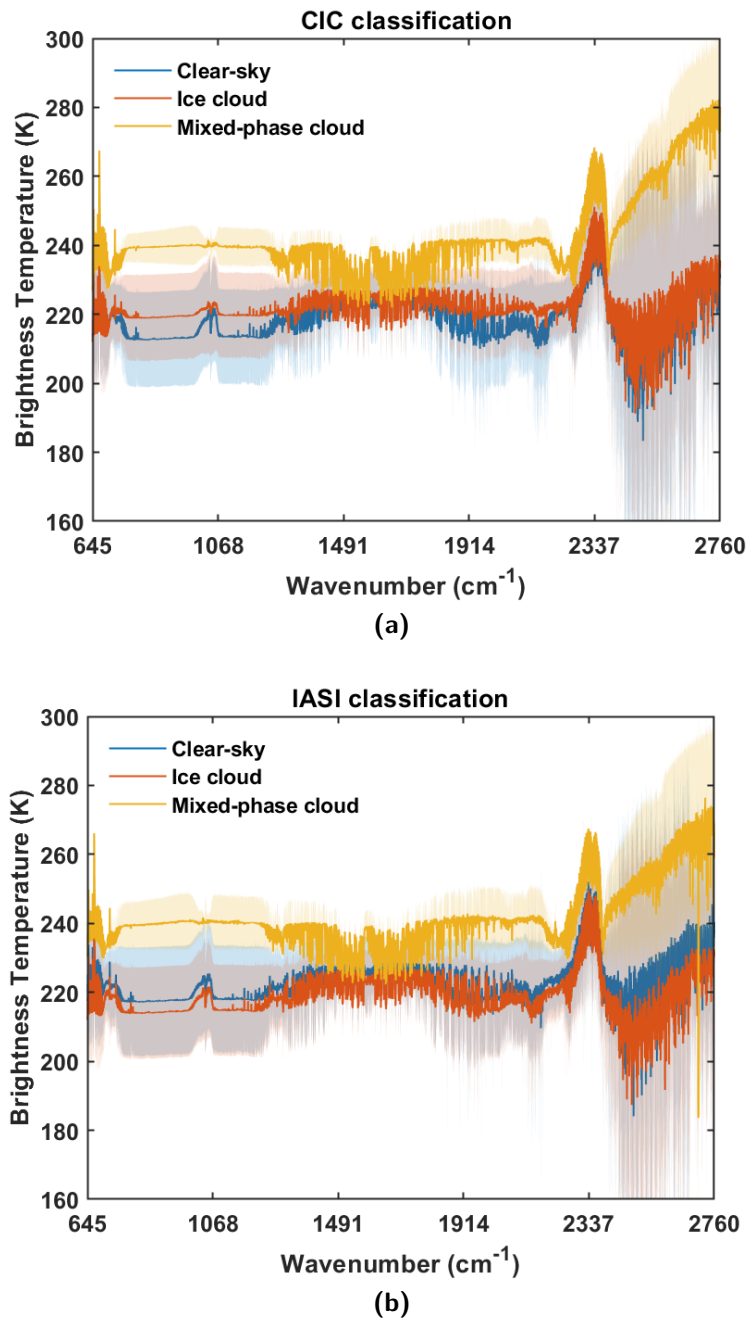 CIC classification
300
280
260
240
220
200
180
160
Brightness Temperature (K)
Clear-sky
Ice cloud
Mixed-phase cloud
645 1068 1491 1914 2337 2760
Wavenumber (cm⁻¹)
(a)
IASI classification
300
280
260
240
220
200
180
160
Brightness Temperature (K)
Clear-sky
Ice cloud
Mixed-phase cloud
645 1068 1491 1914 2337 2760
Wavenumber (cm⁻¹)
(b)